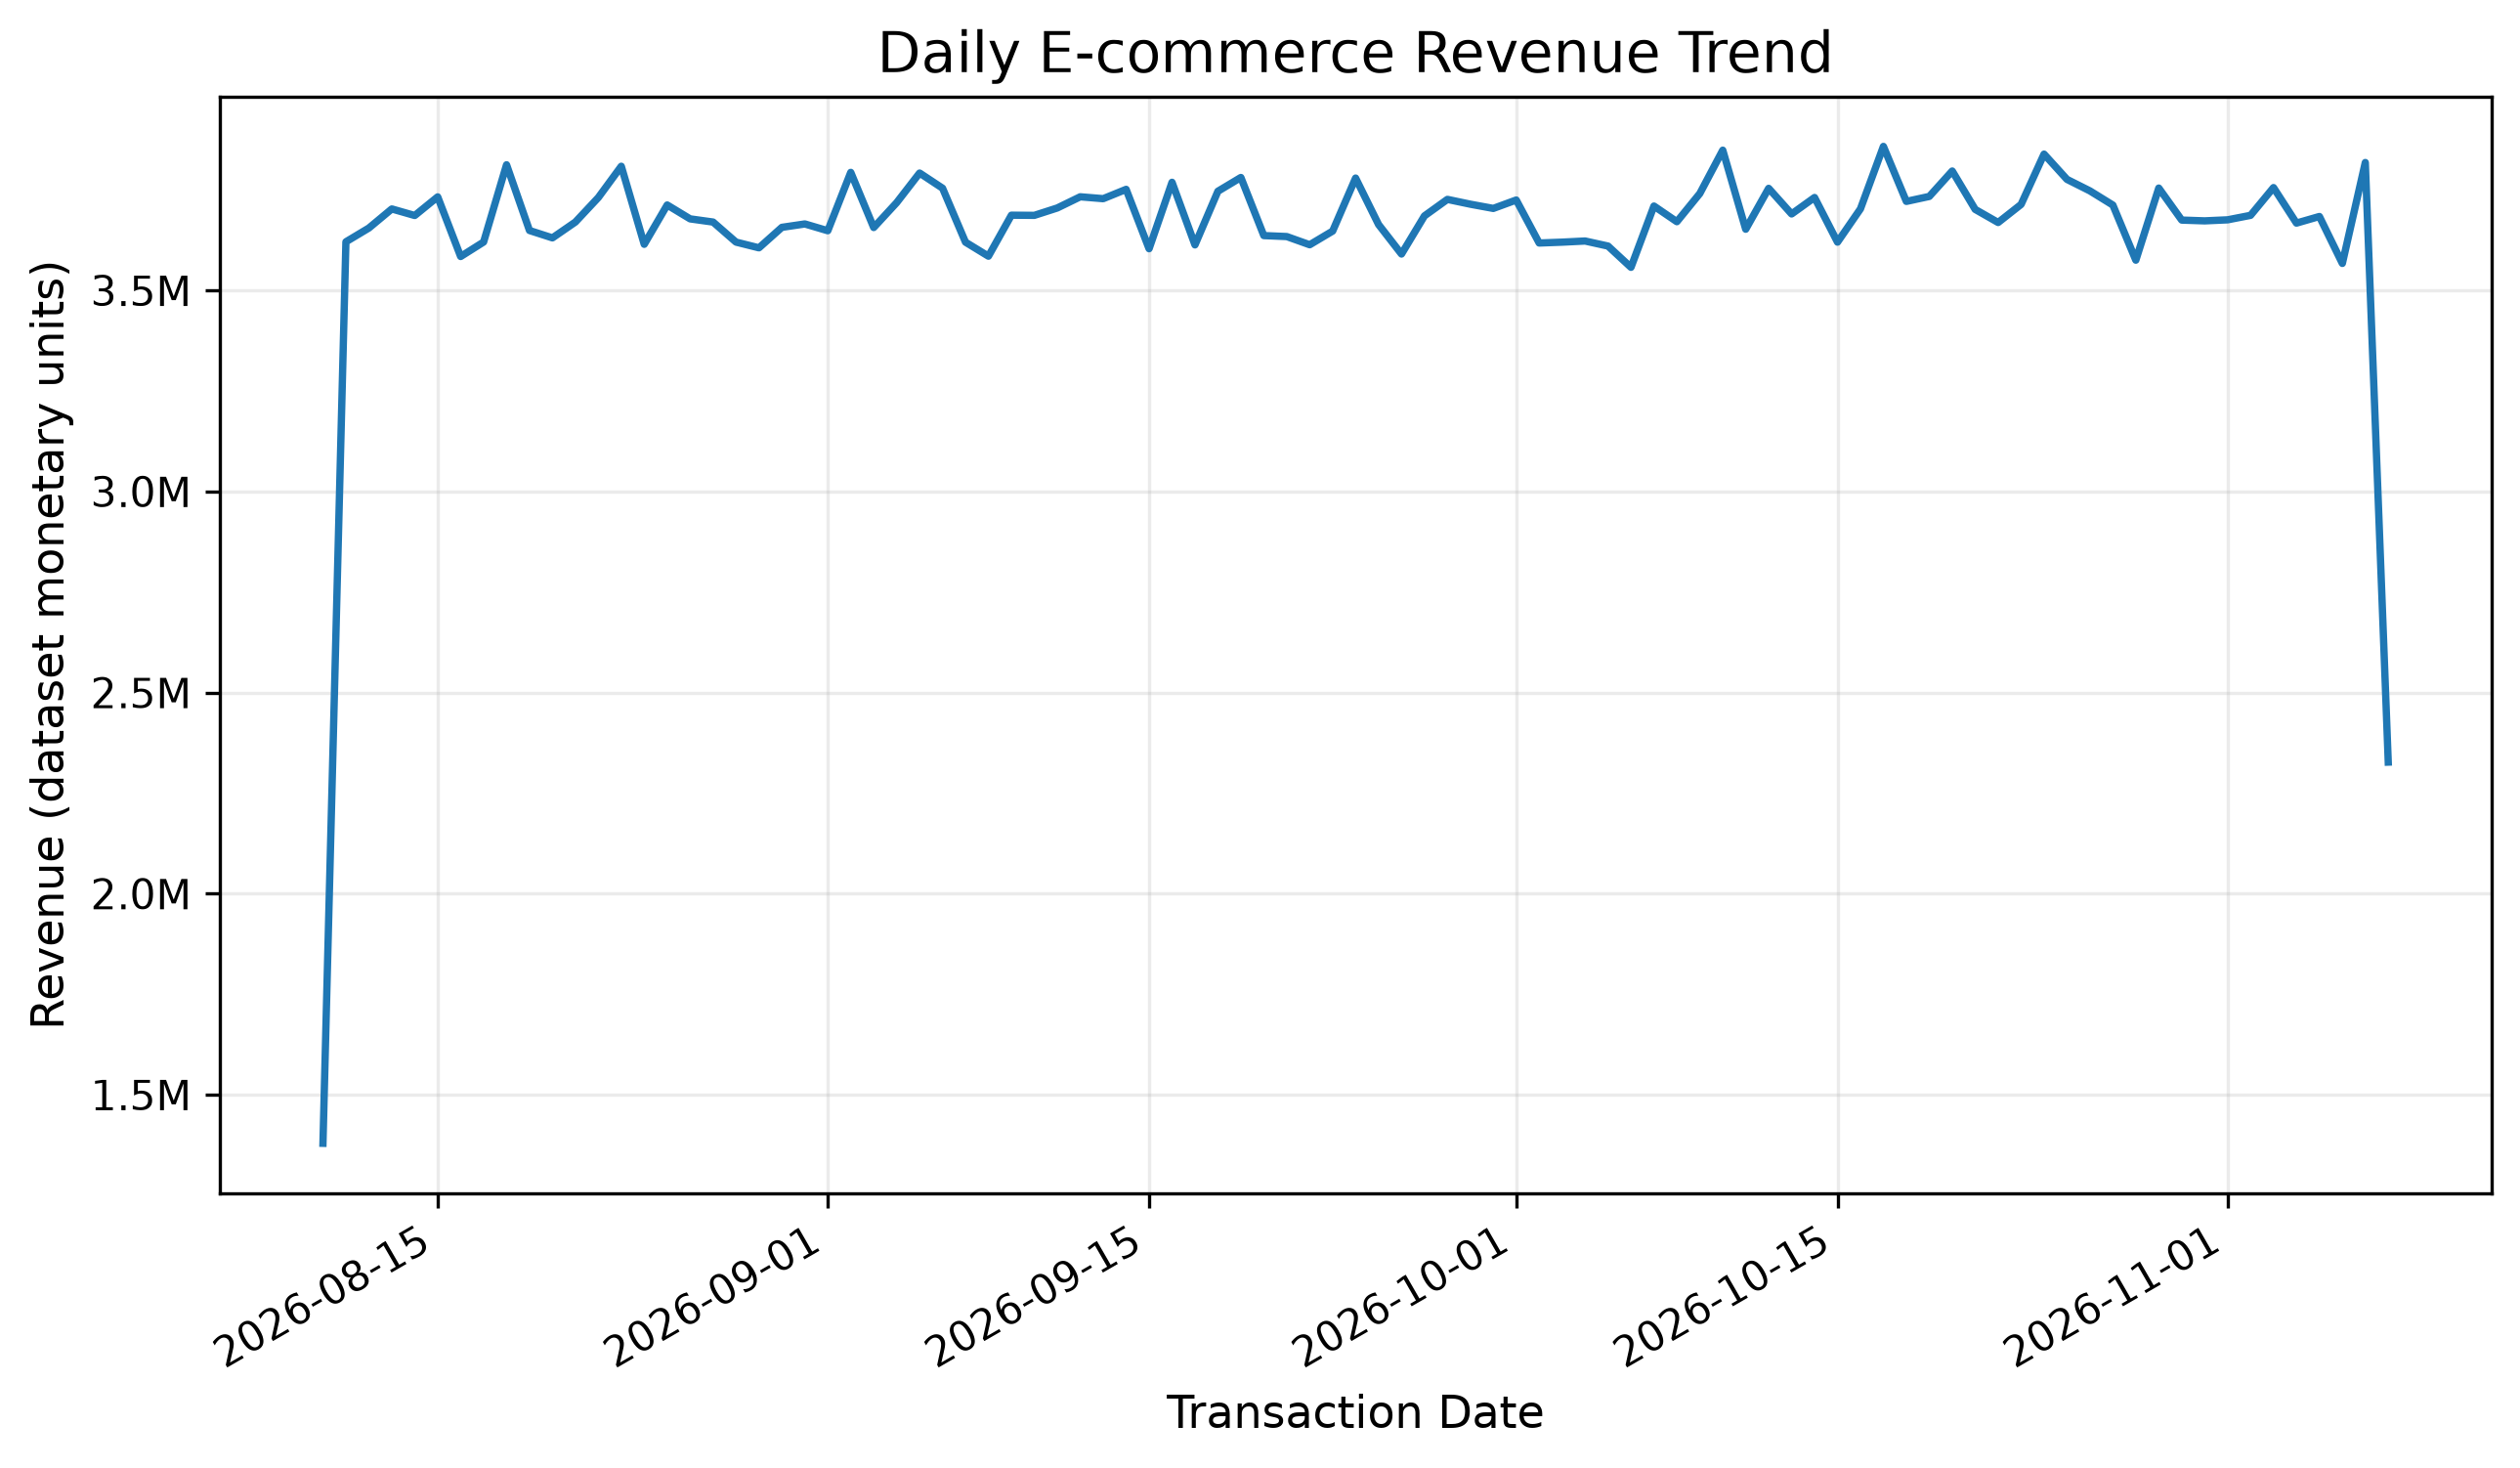 Daily E-commerce Revenue Trend
Revenue (dataset monetary units)
3.5M
3.0M
2.5M
2.0M
1.5M
2026-08-15
2026-09-01
2026-09-15
2026-10-01
2026-10-15
2026-11-01
Transaction Date